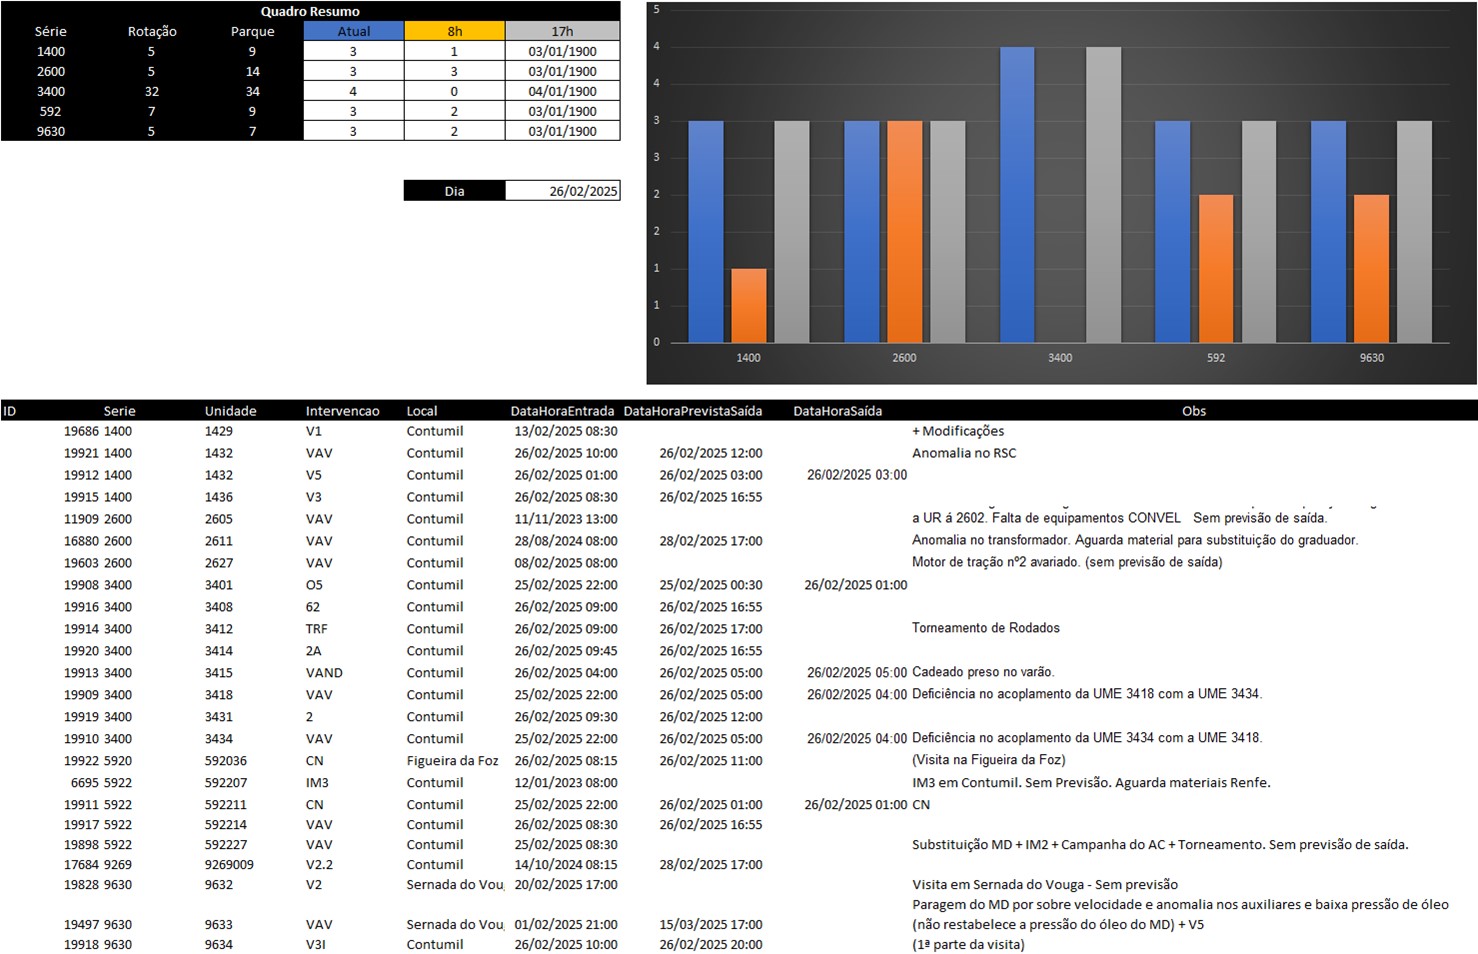 Quadro Resumo
Série Rotação Parque Atual 8h 17h
1400 5 9 3 1 03/01/1900
2600 5 14 3 3 03/01/1900
3400 32 34 4 0 04/01/1900
592 7 9 3 2 03/01/1900
9630 5 7 3 2 03/01/1900
Dia 26/02/2025
5
4
4
3
3
2
2
1
1
0
1400 2600 3400 592 9630
ID Serie Unidade Intervencao Local DataHoraEntrada DataHoraPrevistaSaída DataHoraSaída Obs
19686 1400 1429 V1 Contumil 13/02/2025 08:30 + Modificações
19921 1400 1432 VAV Contumil 26/02/2025 10:00 26/02/2025 12:00 Anomalia no RSC
19912 1400 1432 V5 Contumil 26/02/2025 01:00 26/02/2025 03:00 26/02/2025 03:00
19915 1400 1436 V3 Contumil 26/02/2025 08:30 26/02/2025 16:55
11909 2600 2605 VAV Contumil 11/11/2023 13:00 a UR á 2602. Falta de equipamentos CONVEL Sem previsão de saída.
16880 2600 2611 VAV Contumil 28/08/2024 08:00 28/02/2025 17:00 Anomalia no transformador. Aguarda material para substituição do graduador.
19603 2600 2627 VAV Contumil 08/02/2025 08:00 Motor de tração nº2 avariado. (sem previsão de saída)
19908 3400 3401 O5 Contumil 25/02/2025 22:00 25/02/2025 00:30 26/02/2025 01:00
19916 3400 3408 62 Contumil 26/02/2025 09:00 26/02/2025 16:55
19914 3400 3412 TRF Contumil 26/02/2025 09:00 26/02/2025 17:00 Torneamento de Rodados
19920 3400 3414 2A Contumil 26/02/2025 09:45 26/02/2025 16:55
19913 3400 3415 VAND Contumil 26/02/2025 04:00 26/02/2025 05:00 26/02/2025 05:00 Cadeado preso no varão.
19909 3400 3418 VAV Contumil 25/02/2025 22:00 26/02/2025 05:00 26/02/2025 04:00 Deficiência no acoplamento da UME 3418 com a UME 3434.
19919 3400 3431 2 Contumil 26/02/2025 09:30 26/02/2025 12:00
19910 3400 3434 VAV Contumil 25/02/2025 22:00 26/02/2025 05:00 26/02/2025 04:00 Deficiência no acoplamento da UME 3434 com a UME 3418.
19922 5920 592036 CN Figueira da Foz 26/02/2025 08:15 26/02/2025 11:00 (Visita na Figueira da Foz)
6695 5922 592207 IM3 Contumil 12/01/2023 08:00 IM3 em Contumil. Sem Previsão. Aguarda materiais Renfe.
19911 5922 592211 CN Contumil 25/02/2025 22:00 26/02/2025 01:00 26/02/2025 01:00 CN
19917 5922 592214 VAV Contumil 26/02/2025 08:30 26/02/2025 16:55
19898 5922 592227 VAV Contumil 25/02/2025 08:30 Substituição MD + IM2 + Campanha do AC + Torneamento. Sem previsão de saída.
17684 9269 9269009 V2.2 Contumil 14/10/2024 08:15 28/02/2025 17:00
19828 9630 9632 V2 Sernada do Vou 20/02/2025 17:00 Visita em Sernada do Vouga - Sem previsão
Paragem do MD por sobre velocidade e anomalia nos auxiliares e baixa pressão de óleo
19497 9630 9633 VAV Sernada do Vou 01/02/2025 21:00 15/03/2025 17:00 (não restabelece a pressão do óleo do MD) + V5
19918 9630 9634 V3I Contumil 26/02/2025 10:00 26/02/2025 20:00 (1ª parte da visita)